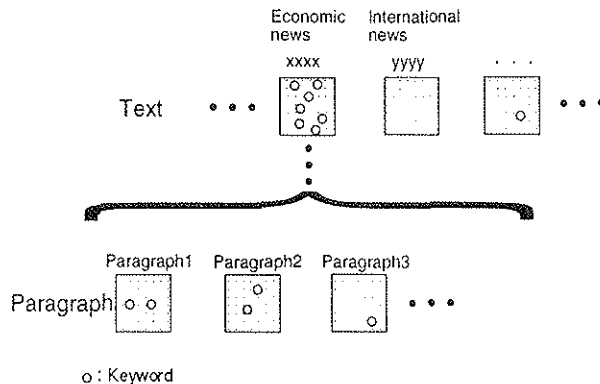 Economic news
International news
xxxx
yyyy
. . .
Text
Paragraph1
Paragraph2
Paragraph3
Paragraph
o : Keyword